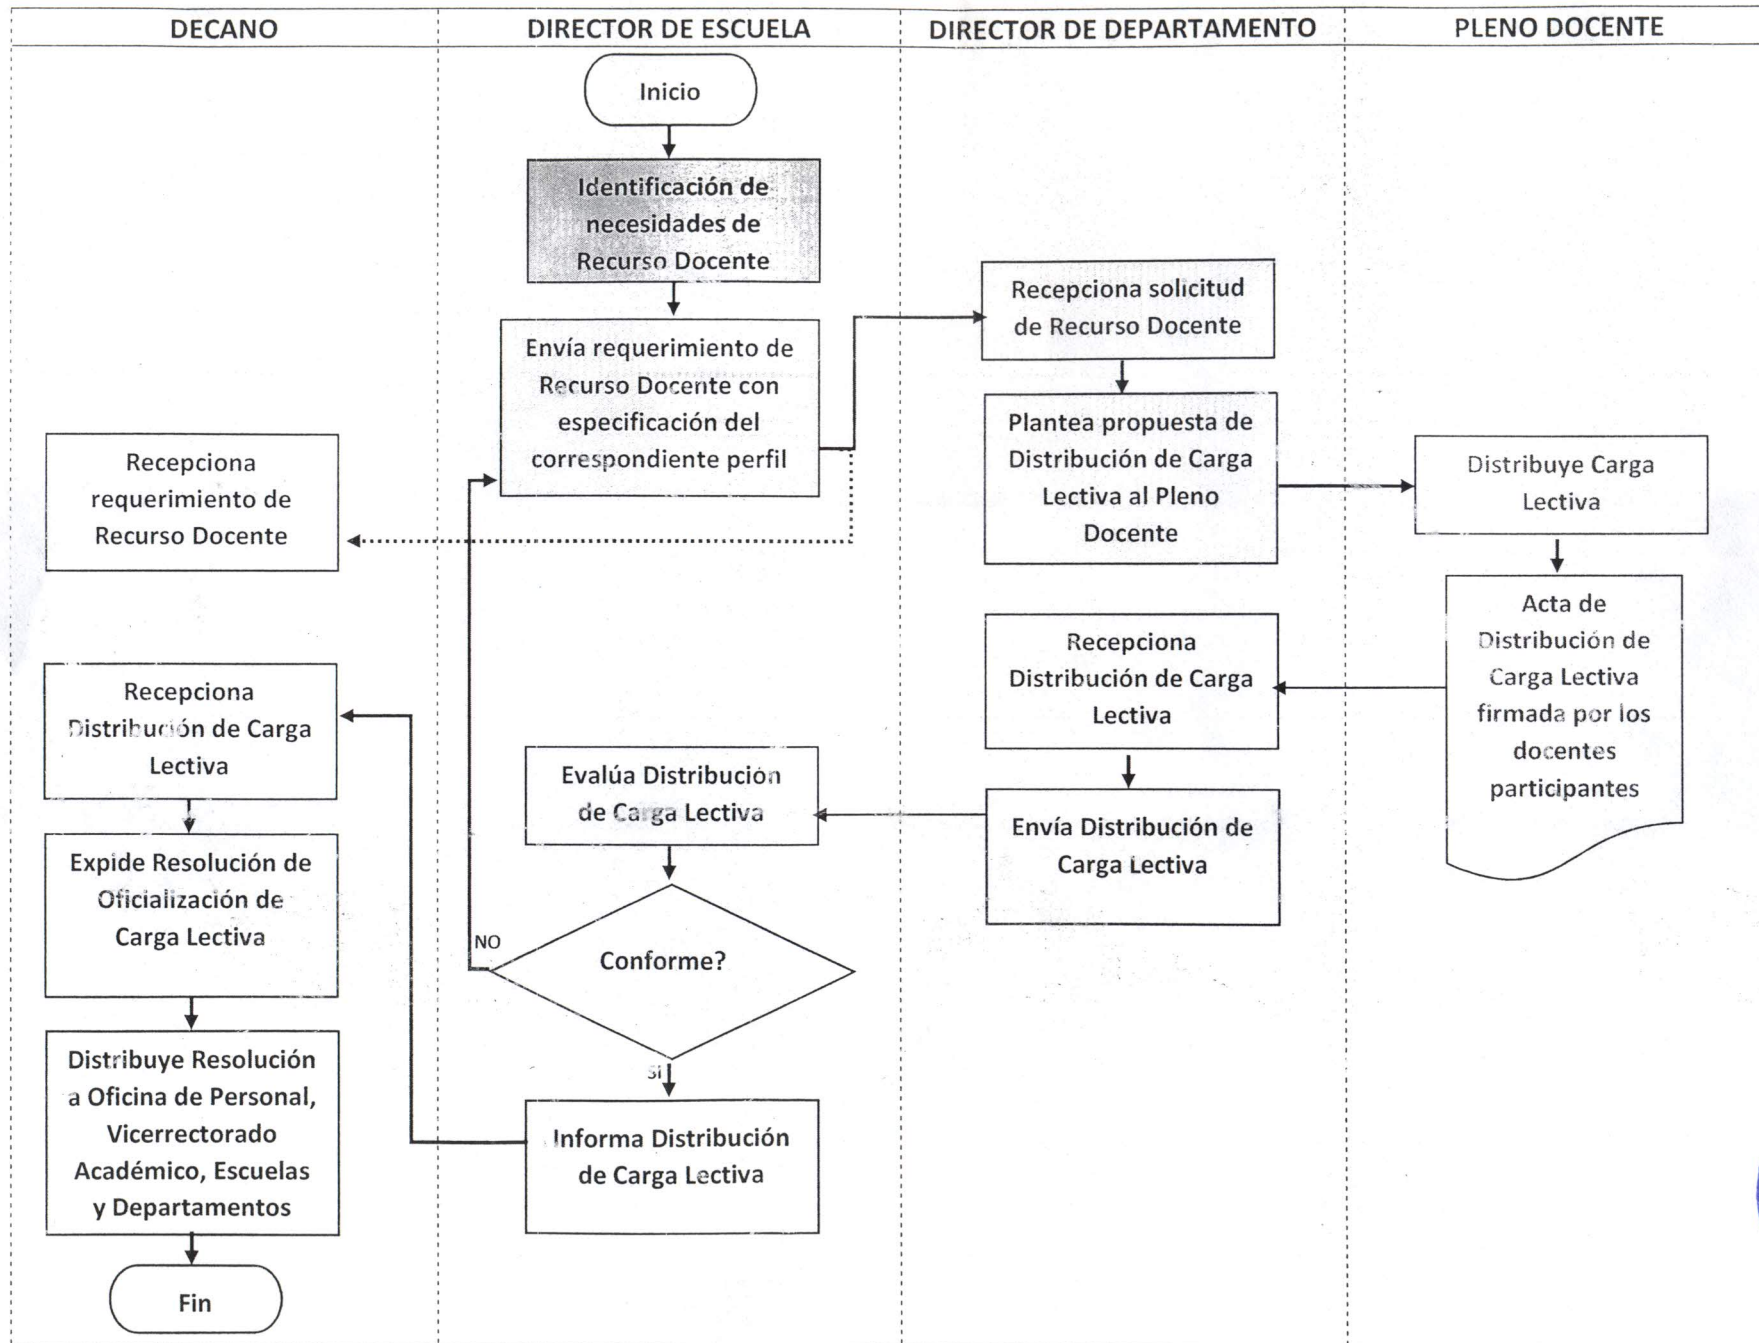 DECANO
DIRECTOR DE ESCUELA
DIRECTOR DE DEPARTAMENTO
PLENO DOCENTE
Inicio
Identificación de
necesidades de
Recurso Docente
Envía requerimiento de
Recurso Docente con
especificación del
correspondiente perfil
Recepciona solicitud
de Recurso Docente
Plantea propuesta de
Distribución de Carga
Lectiva al Pleno
Docente
Distribuye Carga
Lectiva
Recepciona
requerimiento de
Recurso Docente
Acta de
Distribución de
Carga Lectiva
firmada por los
docentes
participantes
Recepciona
Distribución de Carga
Lectiva
Envía Distribución de
Carga Lectiva
Evalúa Distribución
de Carga Lectiva
Conforme?
NO
SI
Informa Distribución
de Carga Lectiva
Recepciona
Distribución de Carga
Lectiva
Expide Resolución de
Oficialización de
Carga Lectiva
Distribuye Resolución
a Oficina de Personal,
Vicerrectorado
Académico, Escuelas
y Departamentos
Fin